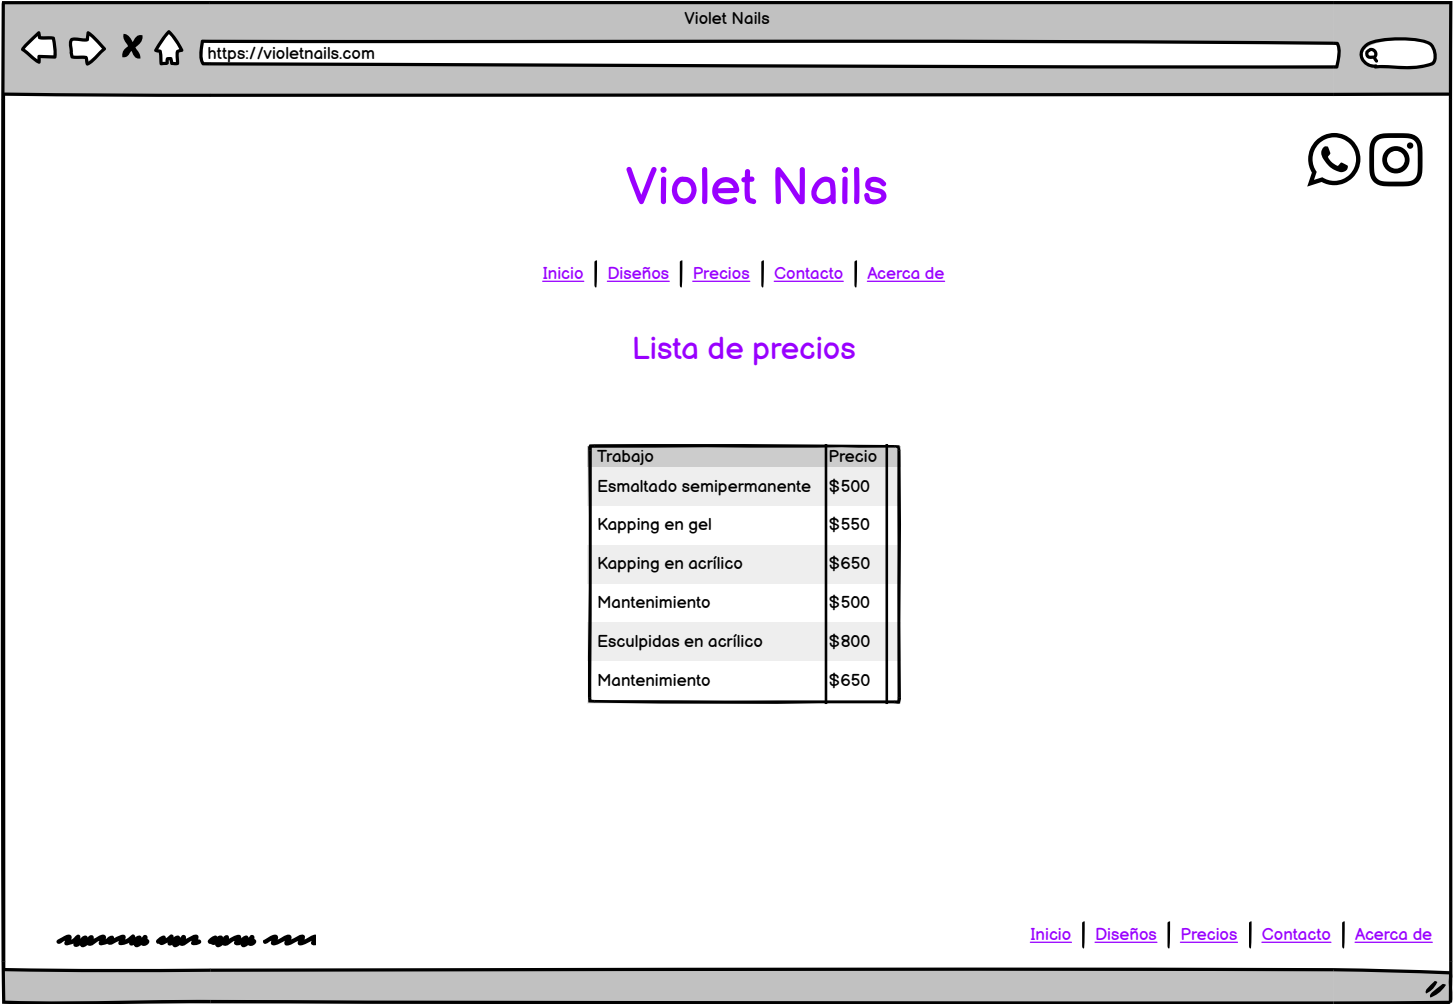 Violet Nails
https://violetnails.com
Violet Nails
Inicio | Diseños | Precios | Contacto | Acerca de
Lista de precios
Trabajo Precio
Esmaltado semipermanente $500
Kapping en gel $550
Kapping en acrílico $650
Mantenimiento $500
Esculpidas en acrílico $800
Mantenimiento $650
Inicio | Diseños | Precios | Contacto | Acerca de